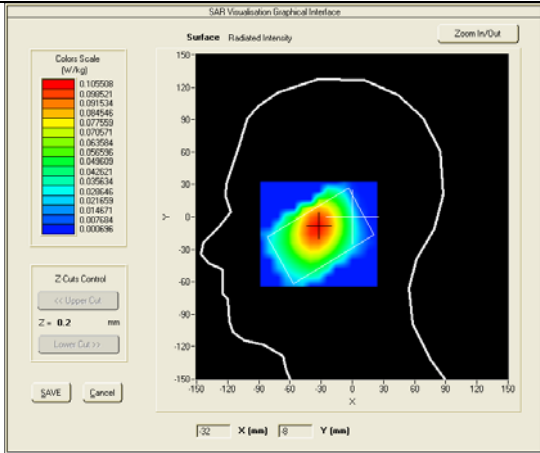 SAR Visualisation Graphical Interface
Surface Radiated Intensity
Zoom In/Out
Colors Scale
(W/kg)
0.105508
0.098521
0.091534
0.084546
0.077559
0.070571
0.063584
0.056596
0.049609
0.042621
0.035634
0.028646
0.021659
0.014671
0.007684
0.000696
150
120
90
60
30
0
-30
-60
-90
-120
-150
Y
-150 -120 -90 -60 -30 0 30 60 90 120 150
X
Z Cuts Control
<< Upper Cut
Z = 0.2 mm
Lower Cut >>
SAVE Cancel
-32 X (mm) -8 Y (mm)